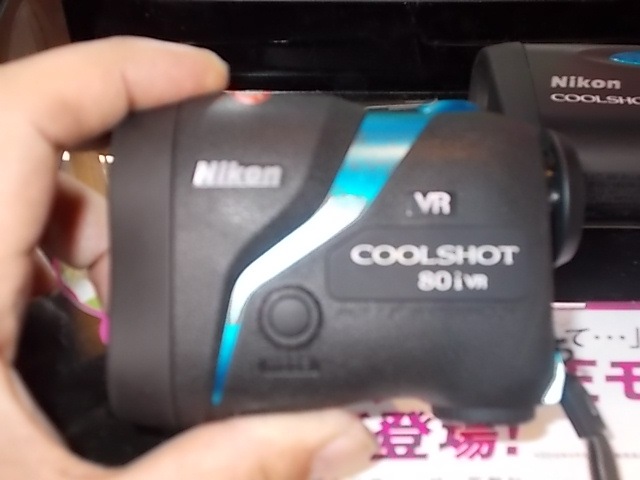 Nikon
VR
COOLSHOT
80i VR
Nikon
COOLSHO
て…」
モ
登場!